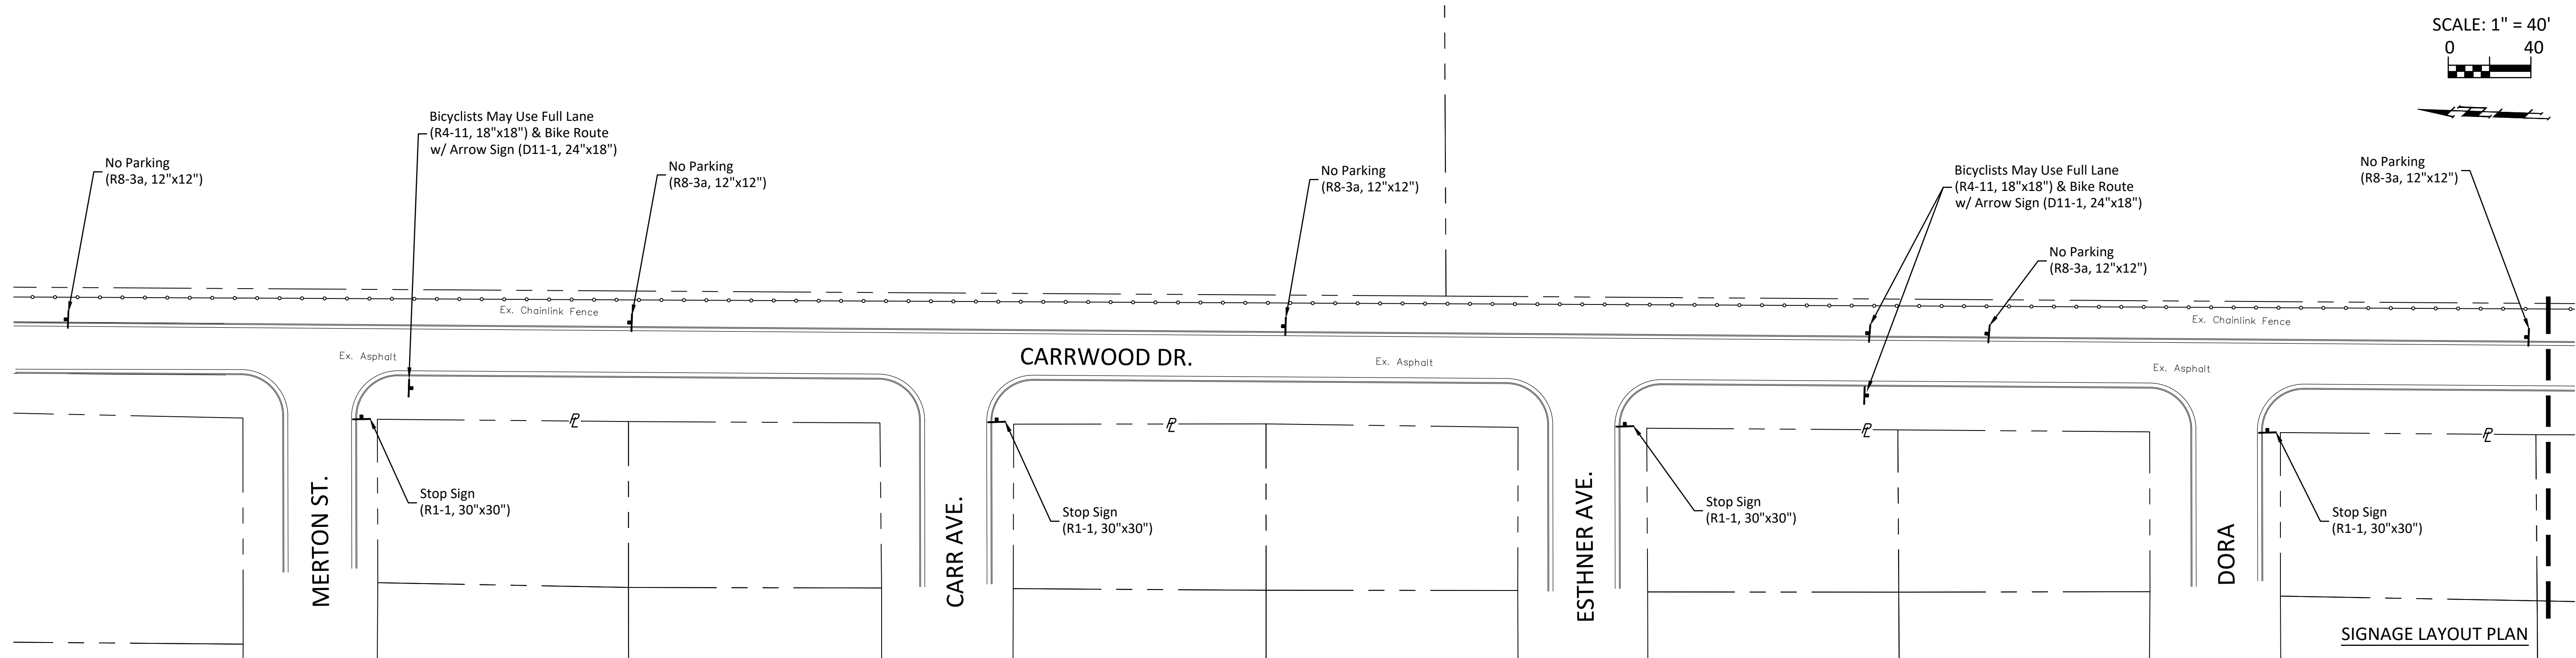 SCALE: 1" = 40'
0 40
Bicyclists May Use Full Lane
(R4-11, 18"x18") & Bike Route
w/ Arrow Sign (D11-1, 24"x18")
No Parking
(R8-3a, 12"x12")
No Parking
(R8-3a, 12"x12")
No Parking
(R8-3a, 12"x12")
Bicyclists May Use Full Lane
(R4-11, 18"x18") & Bike Route
w/ Arrow Sign (D11-1, 24"x18")
No Parking
(R8-3a, 12"x12")
No Parking
(R8-3a, 12"x12")
Ex. Chainlink Fence
Ex. Chainlink Fence
Ex. Asphalt
CARRWOOD DR.
Ex. Asphalt
Ex. Asphalt
PL
PL
PL
PL
Stop Sign
(R1-1, 30"x30")
Stop Sign
(R1-1, 30"x30")
Stop Sign
(R1-1, 30"x30")
Stop Sign
(R1-1, 30"x30")
MERTON ST.
CARR AVE.
ESTHNER AVE.
DORA
SIGNAGE LAYOUT PLAN